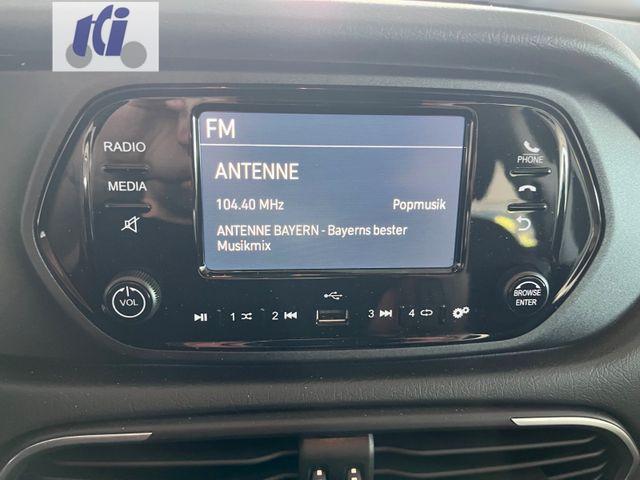 rci
FM
RADIO
ANTENNE
PHONE
MEDIA
104.40 MHz Popmusik
ANTENNE BAYERN - Bayerns bester
Musikmix
VOL
1 2 3 4
BROWSE
ENTER